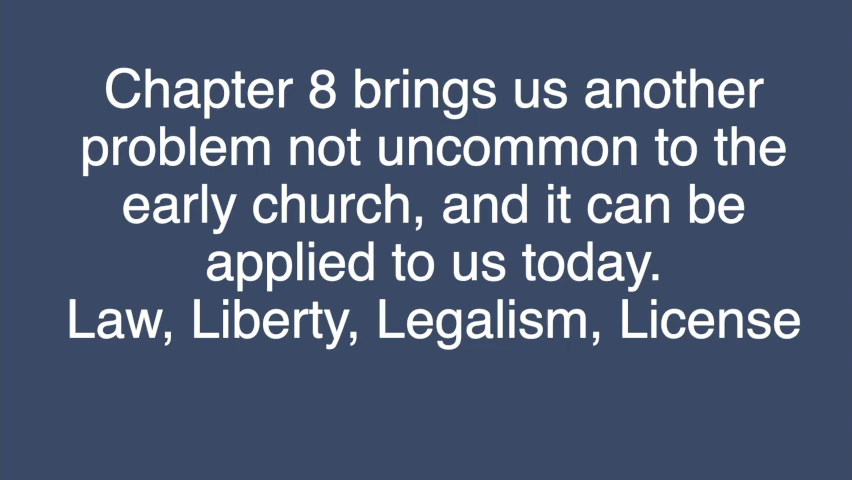 Chapter 8 brings us another
problem not uncommon to the
early church, and it can be
applied to us today.
Law, Liberty, Legalism, License